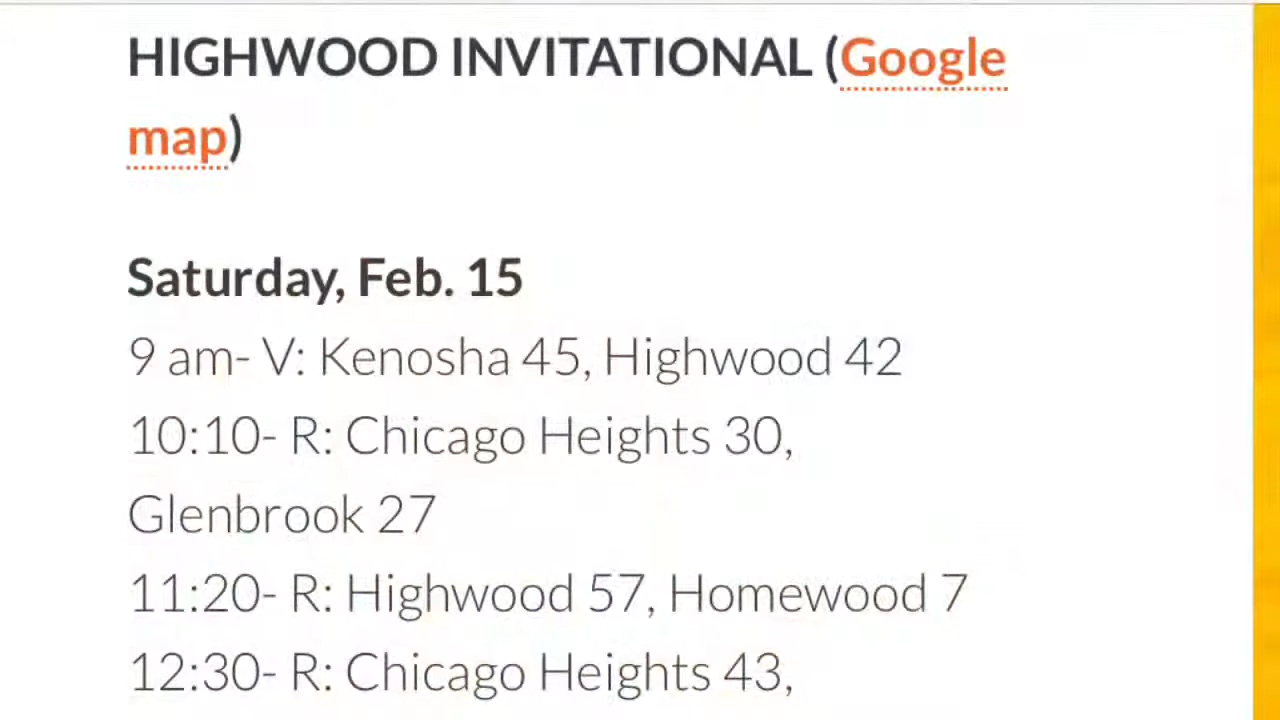 HIGHWOOD INVITATIONAL (Google
map)
Saturday, Feb. 15
9 am- V: Kenosha 45, Highwood 42
10:10- R: Chicago Heights 30,
Glenbrook 27
11:20- R: Highwood 57, Homewood 7
12:30- R: Chicago Heights 43,